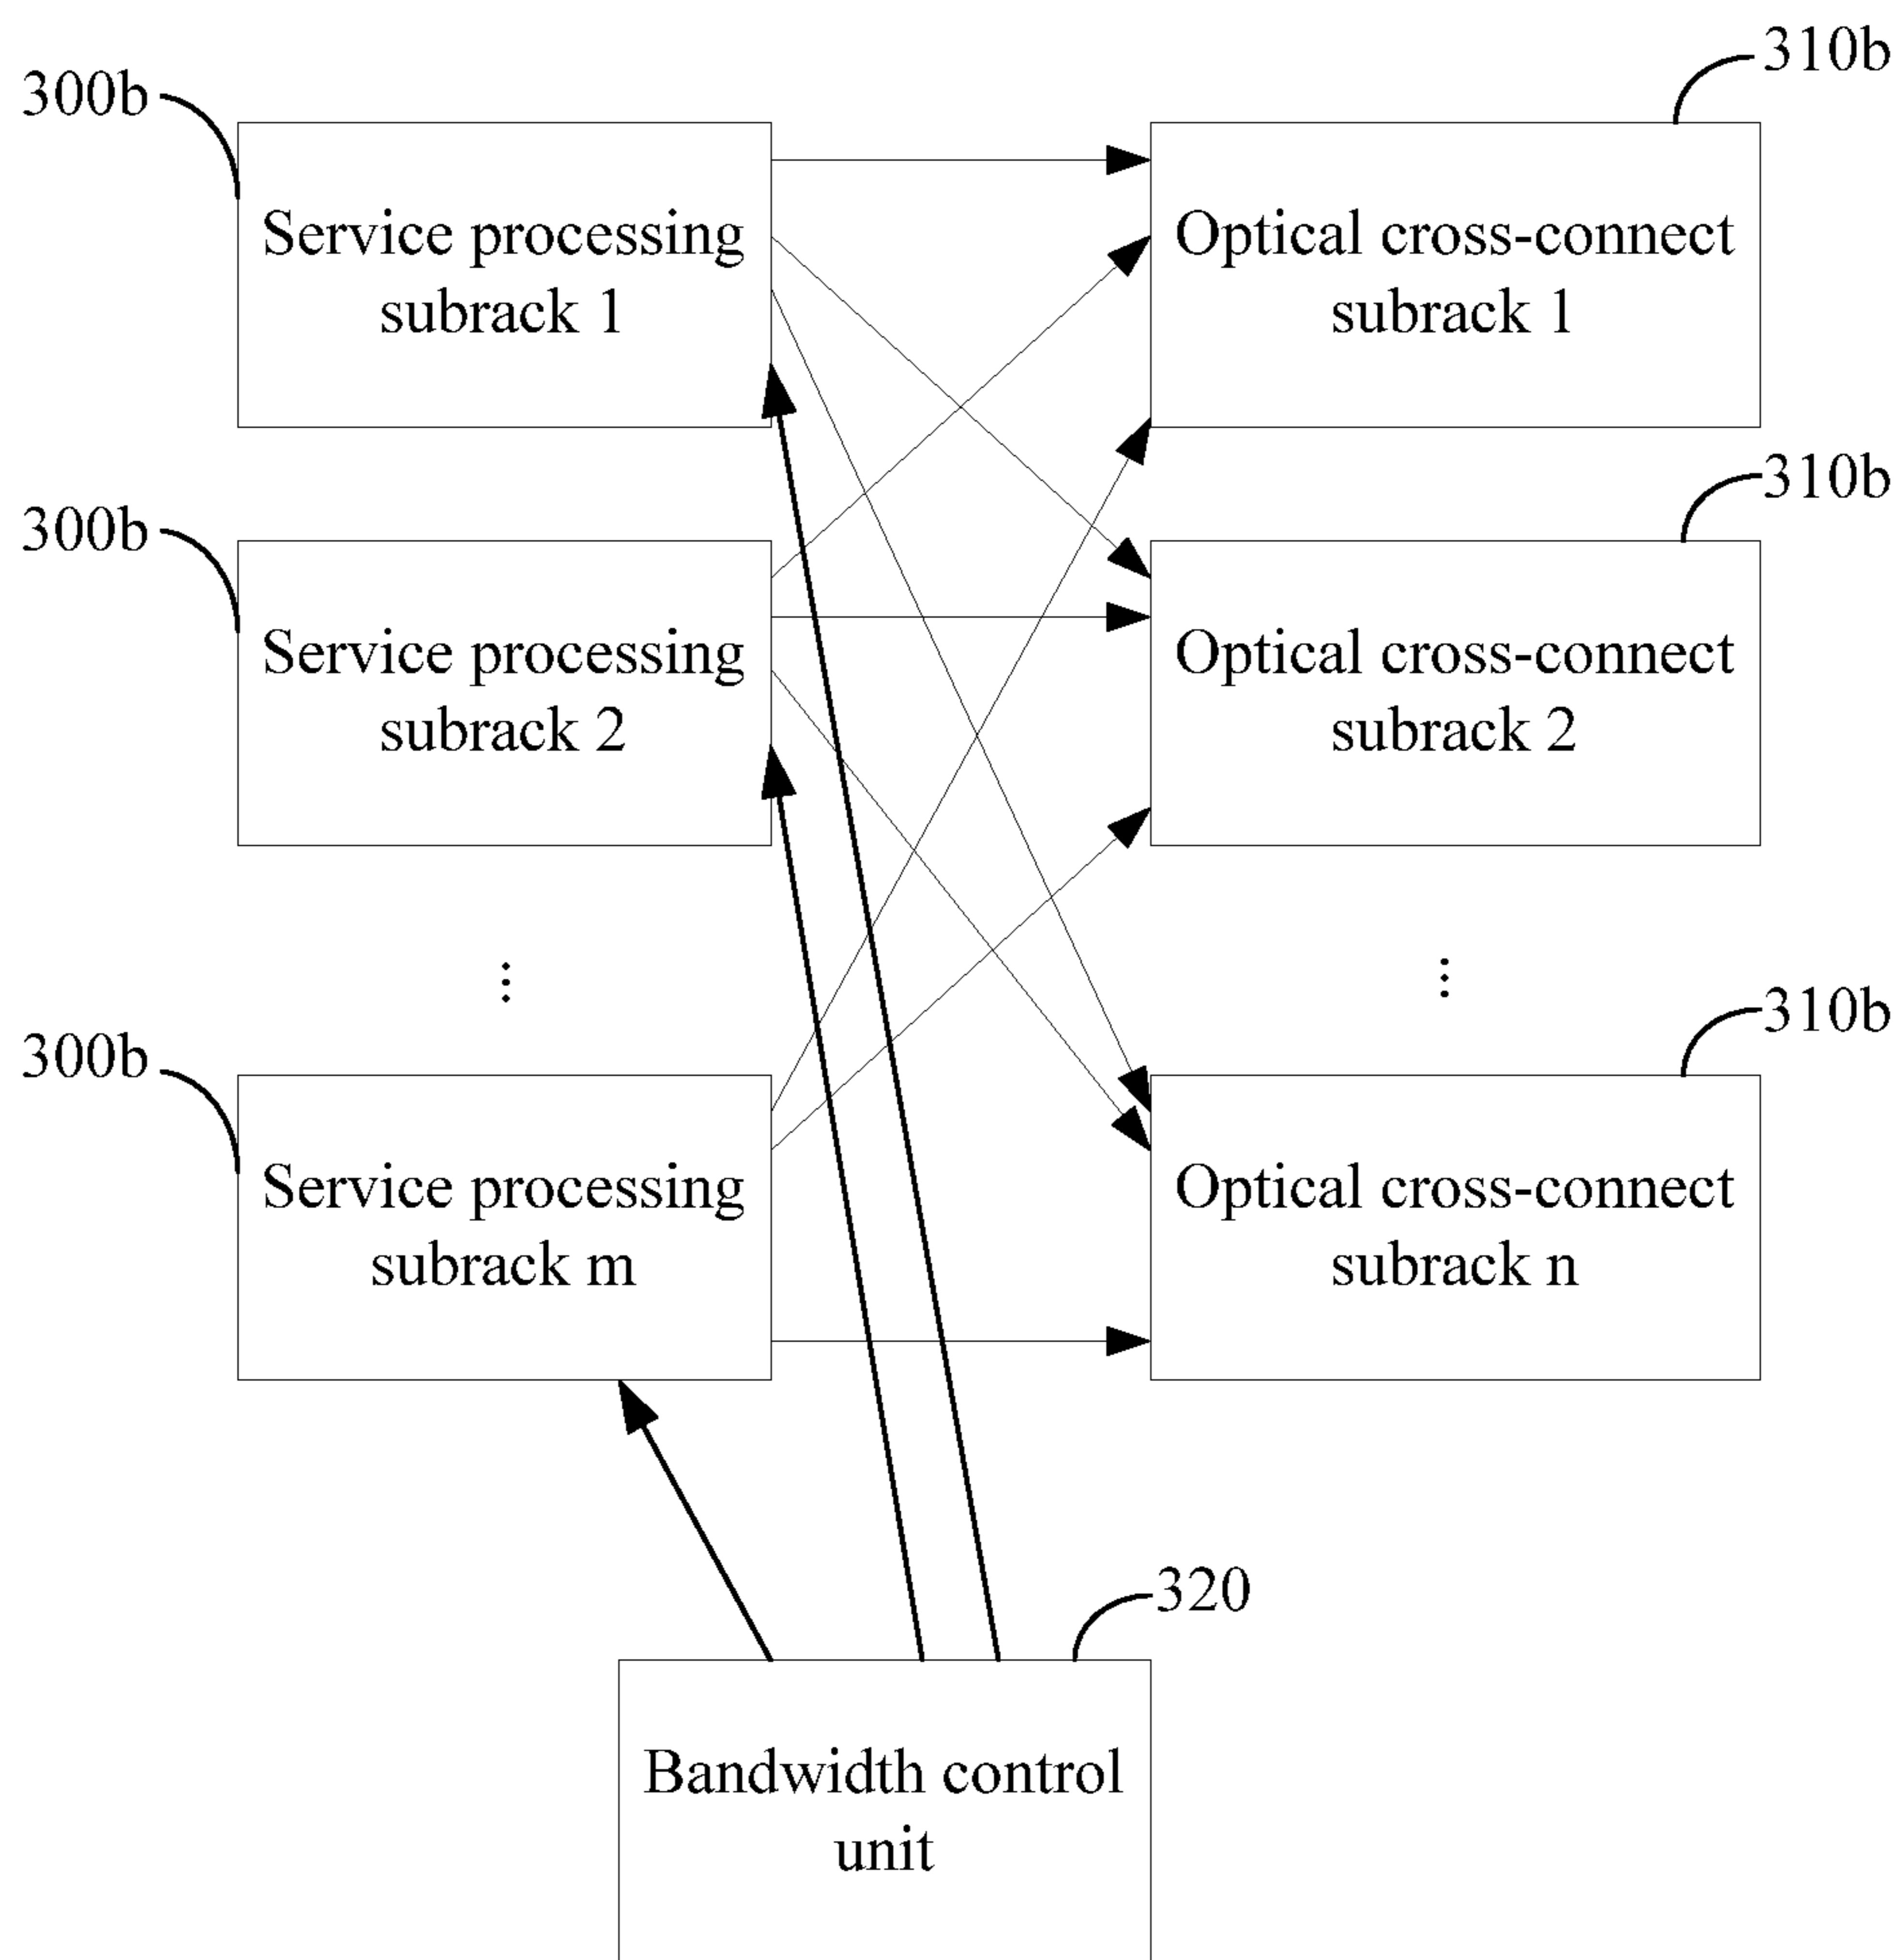 310b
300b
Service processing
subrack 1
Optical cross-connect
subrack 1
310b
300b
Service processing
subrack 2
Optical cross-connect
subrack 2
⋮
⋮
310b
300b
Service processing
subrack m
Optical cross-connect
subrack n
320
Bandwidth control
unit